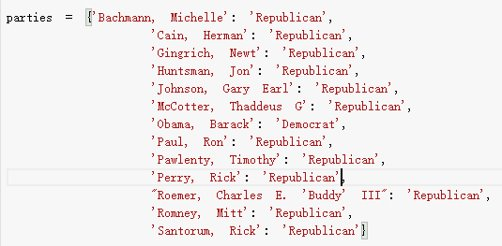 parties = {'Bachmann, Michelle': 'Republican',
'Cain, Herman': 'Republican',
'Gingrich, Newt': 'Republican',
'Huntsman, Jon': 'Republican',
'Johnson, Gary Earl': 'Republican',
'McCotter, Thaddeus G': 'Republican',
'Obama, Barack': 'Democrat',
'Paul, Ron': 'Republican',
'Pawlenty, Timothy': 'Republican',
'Perry, Rick': 'Republican',
"Roemer, Charles E. 'Buddy' III": 'Republican',
'Romney, Mitt': 'Republican',
'Santorum, Rick': 'Republican'}